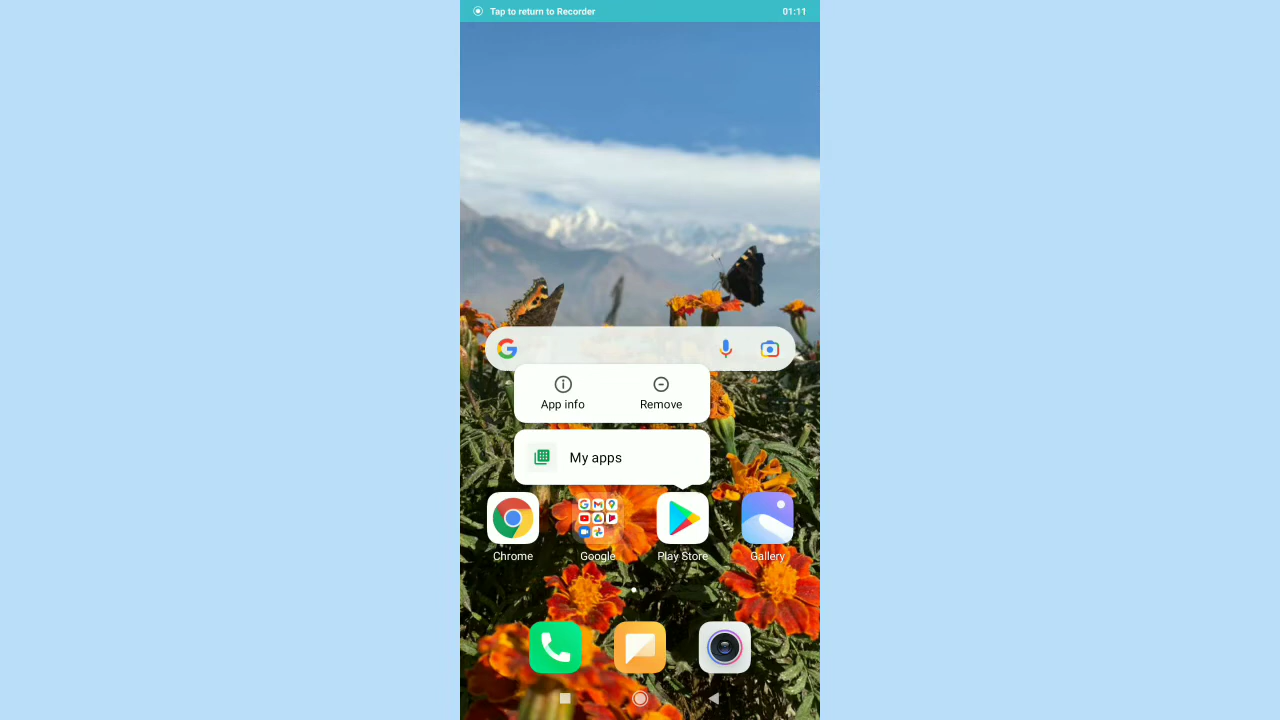 Tap to return to Recorder 01:11
App info Remove
My apps
Chrome Google Play Store Gallery